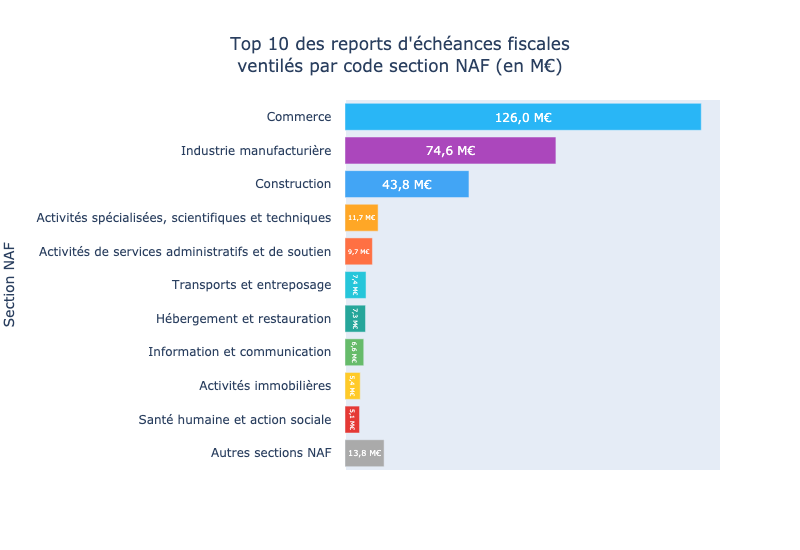 Top 10 des reports d'échéances fiscales
ventilés par code section NAF (en M€)
Section NAF
Commerce
126,0 M€
Industrie manufacturière
74,6 M€
Construction
43,8 M€
Activités spécialisées, scientifiques et techniques
11,7 M€
Activités de services administratifs et de soutien
9,7 M€
Transports et entreposage
7,4 M€
Hébergement et restauration
7,3 M€
Information et communication
6,6 M€
Activités immobilières
5,4 M€
Santé humaine et action sociale
5,1 M€
Autres sections NAF
13,8 M€